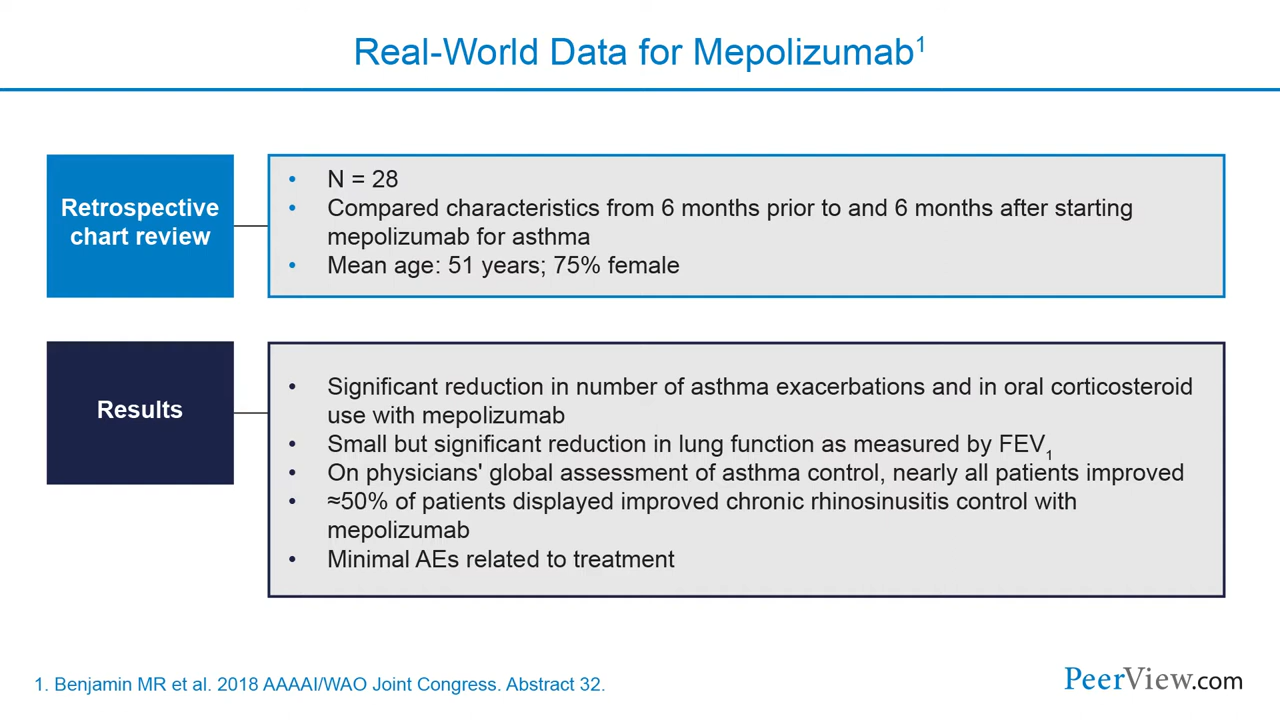 Real-World Data for Mepolizumab¹
Retrospective
chart review
• N = 28
• Compared characteristics from 6 months prior to and 6 months after starting
mepolizumab for asthma
• Mean age: 51 years; 75% female
Results
• Significant reduction in number of asthma exacerbations and in oral corticosteroid
use with mepolizumab
• Small but significant reduction in lung function as measured by FEV₁
• On physicians' global assessment of asthma control, nearly all patients improved
• ≈50% of patients displayed improved chronic rhinosinusitis control with
mepolizumab
• Minimal AEs related to treatment
1. Benjamin MR et al. 2018 AAAAI/WAO Joint Congress. Abstract 32.
PeerView.com